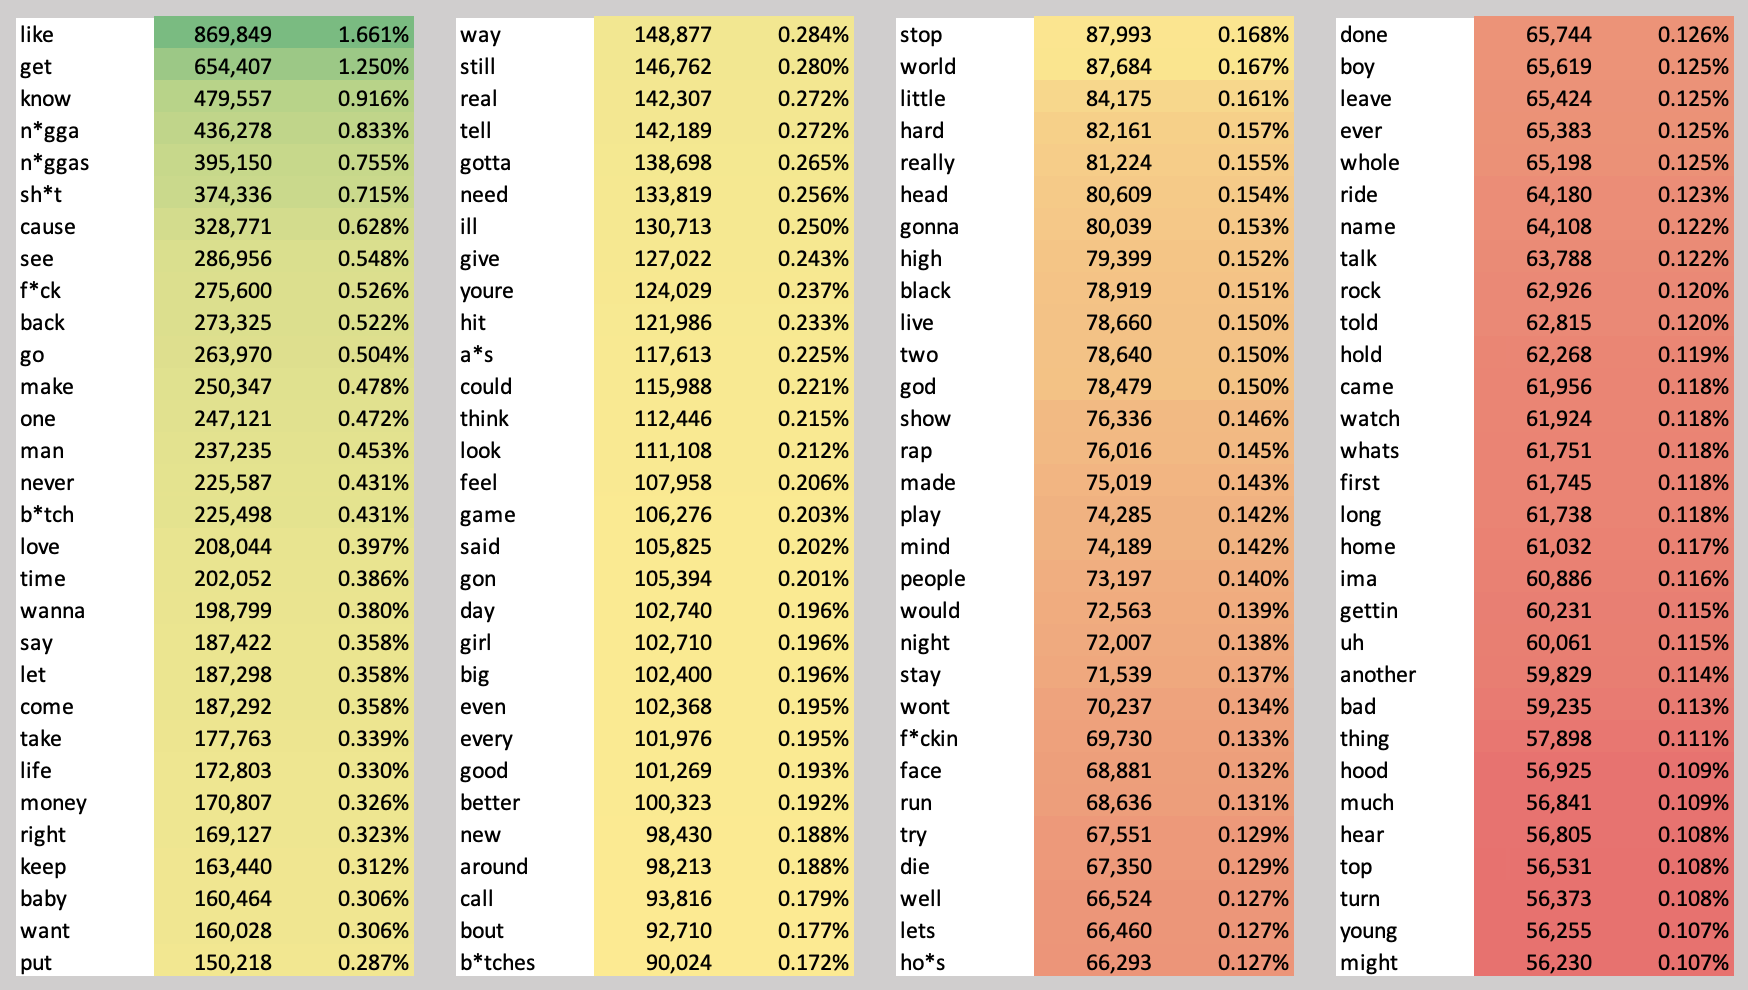 like 869,849 1.661%
get 654,407 1.250%
know 479,557 0.916%
n*gga 436,278 0.833%
n*ggas 395,150 0.755%
sh*t 374,336 0.715%
cause 328,771 0.628%
see 286,956 0.548%
f*ck 275,600 0.526%
back 273,325 0.522%
go 263,970 0.504%
make 250,347 0.478%
one 247,121 0.472%
man 237,235 0.453%
never 225,587 0.431%
b*tch 225,498 0.431%
love 208,044 0.397%
time 202,052 0.386%
wanna 198,799 0.380%
say 187,422 0.358%
let 187,298 0.358%
come 187,292 0.358%
take 177,763 0.339%
life 172,803 0.330%
money 170,807 0.326%
right 169,127 0.323%
keep 163,440 0.312%
baby 160,464 0.306%
want 160,028 0.306%
put 150,218 0.287%
way 148,877 0.284%
still 146,762 0.280%
real 142,307 0.272%
tell 142,189 0.272%
gotta 138,698 0.265%
need 133,819 0.256%
ill 130,713 0.250%
give 127,022 0.243%
youre 124,029 0.237%
hit 121,986 0.233%
a*s 117,613 0.225%
could 115,988 0.221%
think 112,446 0.215%
look 111,108 0.212%
feel 107,958 0.206%
game 106,276 0.203%
said 105,825 0.202%
gon 105,394 0.201%
day 102,740 0.196%
girl 102,710 0.196%
big 102,400 0.196%
even 102,368 0.195%
every 101,976 0.195%
good 101,269 0.193%
better 100,323 0.192%
new 98,430 0.188%
around 98,213 0.188%
call 93,816 0.179%
bout 92,710 0.177%
b*tches 90,024 0.172%
stop 87,993 0.168%
world 87,684 0.167%
little 84,175 0.161%
hard 82,161 0.157%
really 81,224 0.155%
head 80,609 0.154%
gonna 80,039 0.153%
high 79,399 0.152%
black 78,919 0.151%
live 78,660 0.150%
two 78,640 0.150%
god 78,479 0.150%
show 76,336 0.146%
rap 76,016 0.145%
made 75,019 0.143%
play 74,285 0.142%
mind 74,189 0.142%
people 73,197 0.140%
would 72,563 0.139%
night 72,007 0.138%
stay 71,539 0.137%
wont 70,237 0.134%
f*ckin 69,730 0.133%
face 68,881 0.132%
run 68,636 0.131%
try 67,551 0.129%
die 67,350 0.129%
well 66,524 0.127%
lets 66,460 0.127%
ho*s 66,293 0.127%
done 65,744 0.126%
boy 65,619 0.125%
leave 65,424 0.125%
ever 65,383 0.125%
whole 65,198 0.125%
ride 64,180 0.123%
name 64,108 0.122%
talk 63,788 0.122%
rock 62,926 0.120%
told 62,815 0.120%
hold 62,268 0.119%
came 61,956 0.118%
watch 61,924 0.118%
whats 61,751 0.118%
first 61,745 0.118%
long 61,738 0.118%
home 61,032 0.117%
ima 60,886 0.116%
gettin 60,231 0.115%
uh 60,061 0.115%
another 59,829 0.114%
bad 59,235 0.113%
thing 57,898 0.111%
hood 56,925 0.109%
much 56,841 0.109%
hear 56,805 0.108%
top 56,531 0.108%
turn 56,373 0.108%
young 56,255 0.107%
might 56,230 0.107%